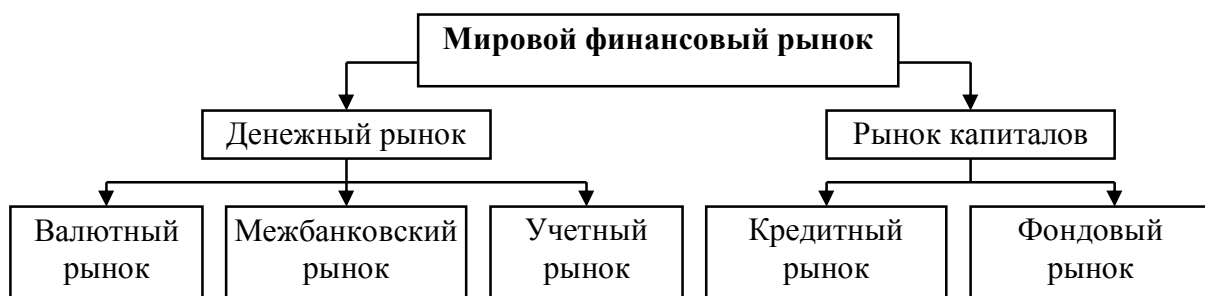 Мировой финансовый рынок
Денежный рынок
Рынок капиталов
Валютный
рынок
Межбанковский
рынок
Учетный
рынок
Кредитный
рынок
Фондовый
рынок